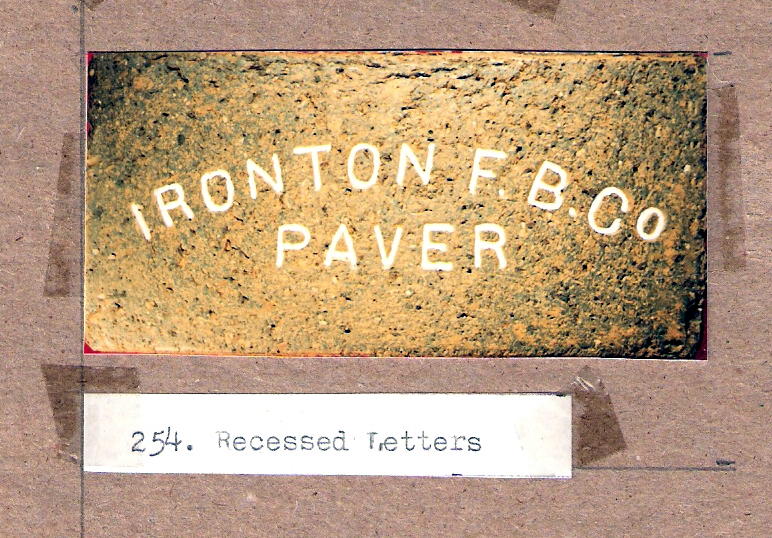 IRONTON F.B.Co
PAVER
254. Recessed Letters